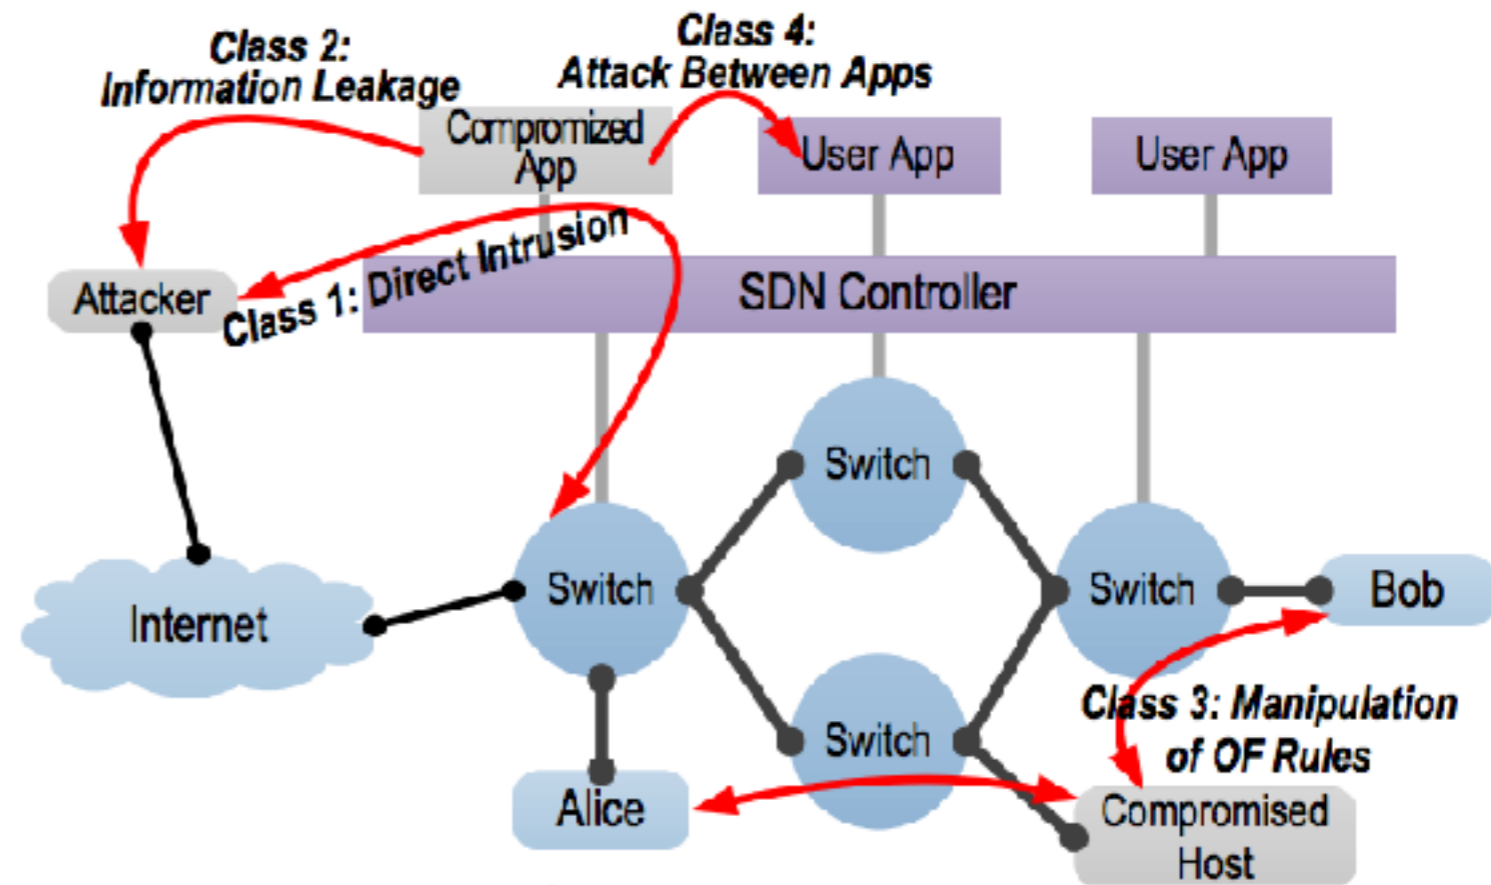 Class 2:
Information Leakage
Class 4:
Attack Between Apps
Compromized
App
User App
User App
Attacker
Class 1: Direct Intrusion
SDN Controller
Switch
Internet
Switch
Switch
Bob
Class 3: Manipulation
of OF Rules
Switch
Alice
Compromised
Host